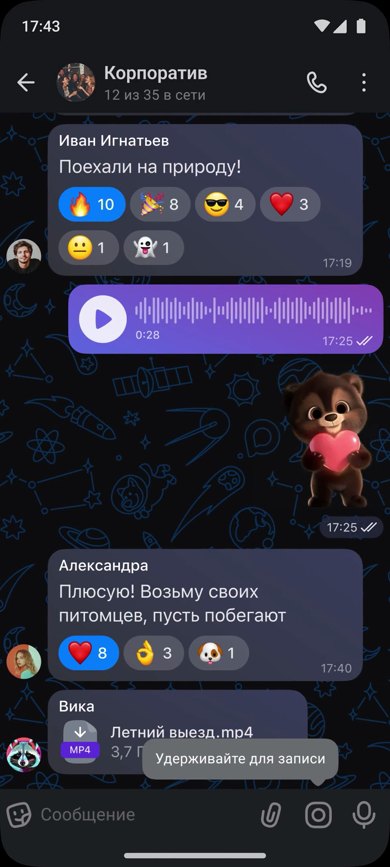 17:43
Корпоратив
12 из 35 в сети
Иван Игнатьев
Поехали на природу!
10 8 4 3
1 1
17:19
0:28
17:25
17:25
Александра
Плюсую! Возьму своих
питомцев, пусть побегают
8 3 1
17:40
Вика
Летний выезд.mp4
MP4
3,7 Г
Удерживайте для записи
Сообщение